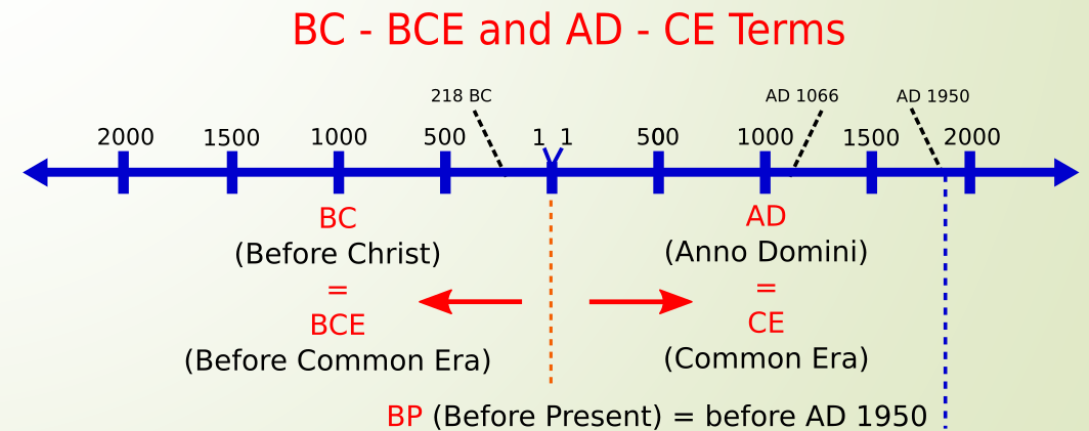 BC - BCE and AD - CE Terms
218 BC AD 1066 AD 1950
2000 1500 1000 500 1 1 500 1000 1500 2000
BC AD
(Before Christ) (Anno Domini)
= =
BCE CE
(Before Common Era) (Common Era)
BP (Before Present) = before AD 1950